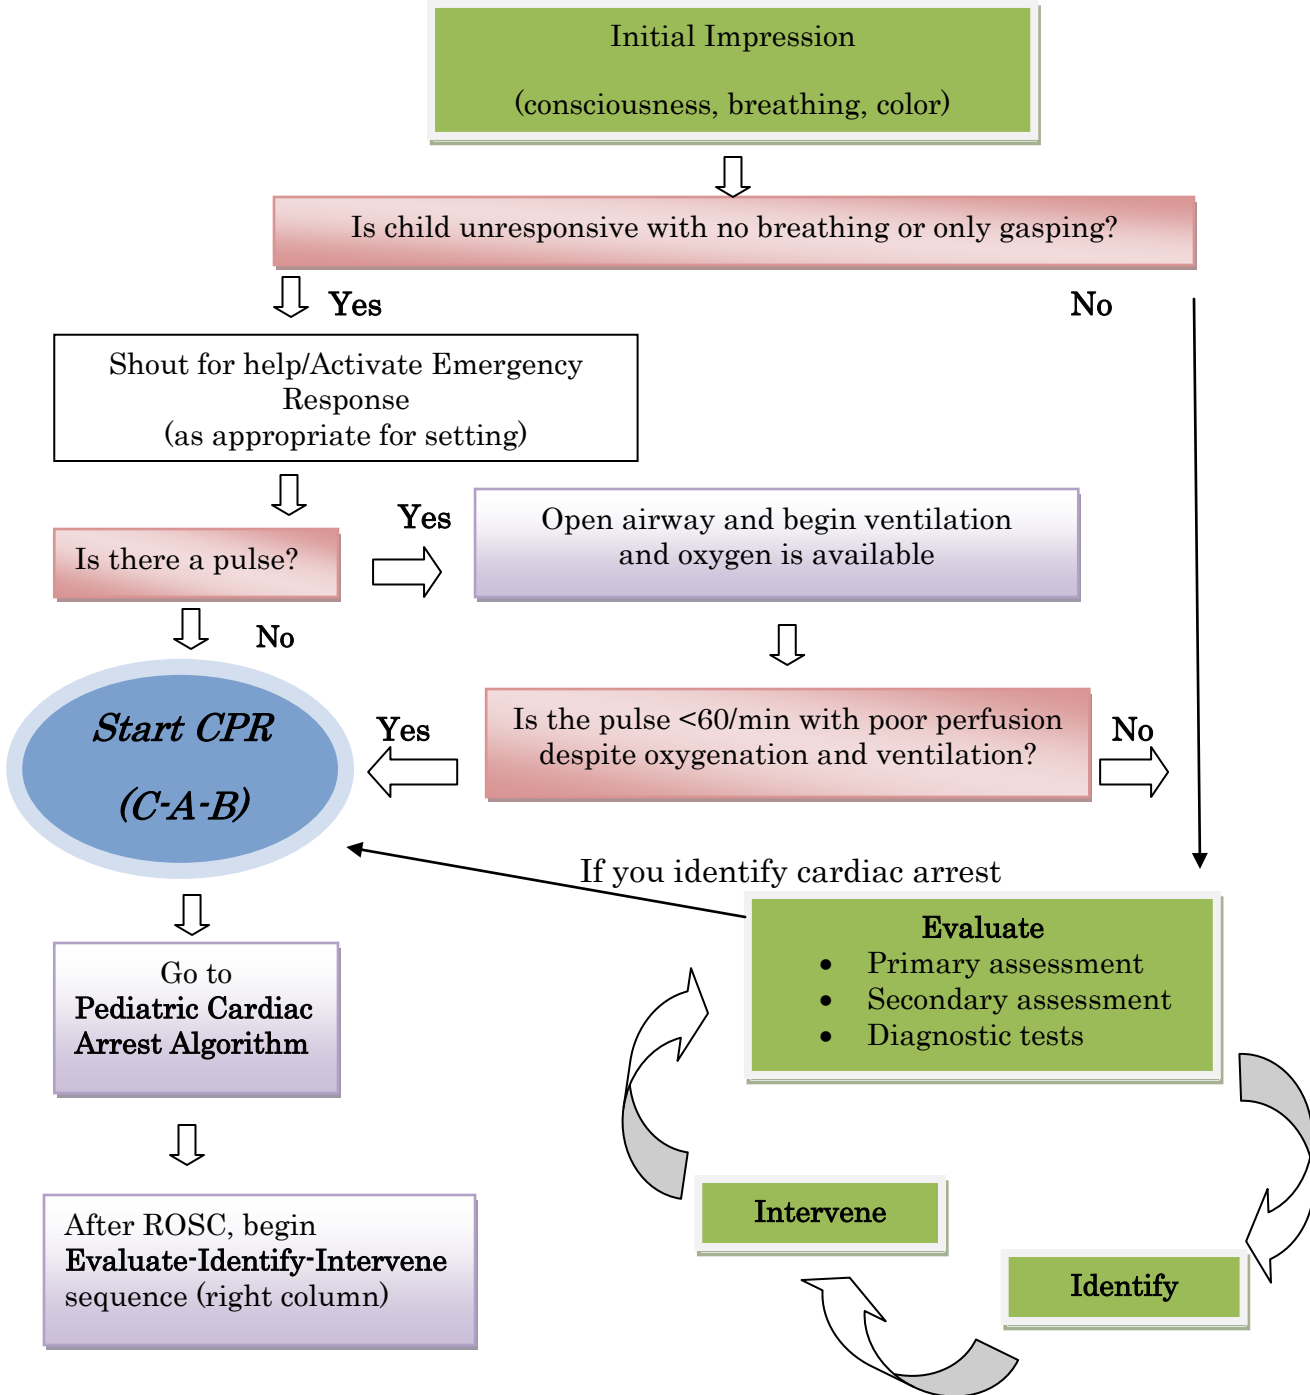 Initial Impression
(consciousness, breathing, color)
Is child unresponsive with no breathing or only gasping?
Yes
No
Shout for help/Activate Emergency
Response
(as appropriate for setting)
Is there a pulse?
Yes
Open airway and begin ventilation
and oxygen is available
No
Start CPR
(C-A-B)
Yes
Is the pulse <60/min with poor perfusion
despite oxygenation and ventilation?
No
If you identify cardiac arrest
Evaluate
• Primary assessment
• Secondary assessment
• Diagnostic tests
Go to
Pediatric Cardiac
Arrest Algorithm
Intervene
Identify
After ROSC, begin
Evaluate-Identify-Intervene
sequence (right column)